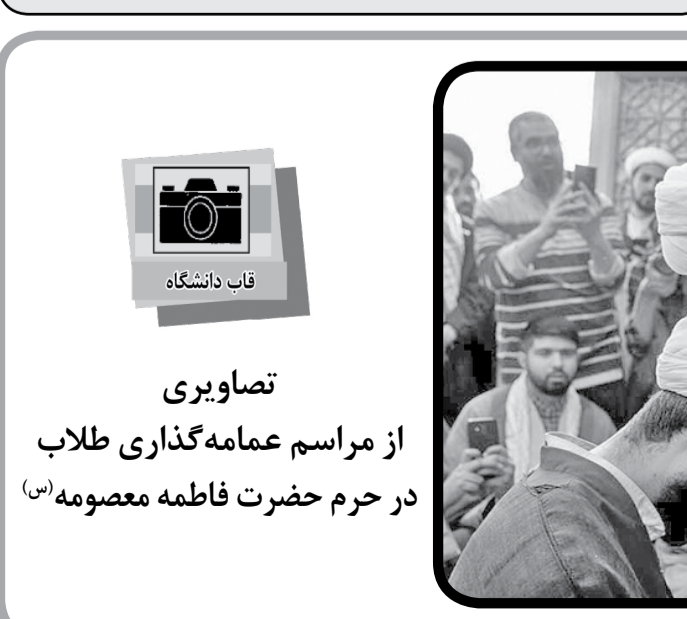 قاب دانشگاه
تصاویری
از مراسم عمامه‌گذاری طلاب
در حرم حضرت فاطمه معصومه(س)